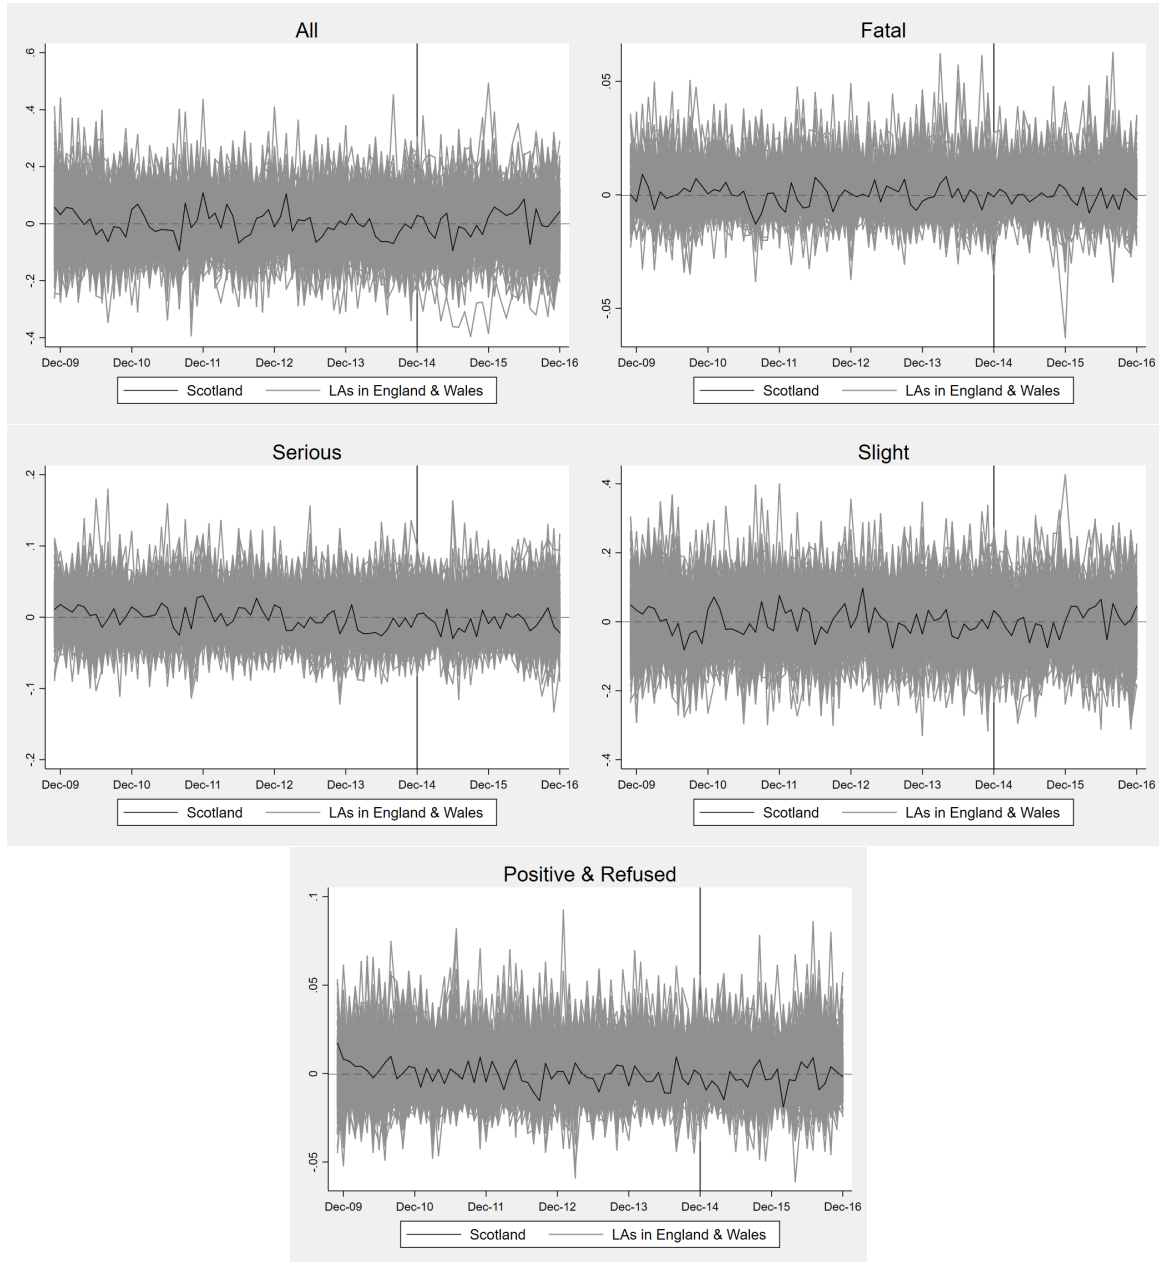 All
.6
.4
.2
0
-.2
-.4
Dec-09 Dec-10 Dec-11 Dec-12 Dec-13 Dec-14 Dec-15 Dec-16
Scotland LAs in England & Wales
Fatal
.05
0
-.05
Dec-09 Dec-10 Dec-11 Dec-12 Dec-13 Dec-14 Dec-15 Dec-16
Scotland LAs in England & Wales
Serious
.2
.1
0
-.1
-.2
Dec-09 Dec-10 Dec-11 Dec-12 Dec-13 Dec-14 Dec-15 Dec-16
Scotland LAs in England & Wales
Slight
.4
.2
0
-.2
-.4
Dec-09 Dec-10 Dec-11 Dec-12 Dec-13 Dec-14 Dec-15 Dec-16
Scotland LAs in England & Wales
Positive & Refused
.1
.05
0
-.05
Dec-09 Dec-10 Dec-11 Dec-12 Dec-13 Dec-14 Dec-15 Dec-16
Scotland LAs in England & Wales